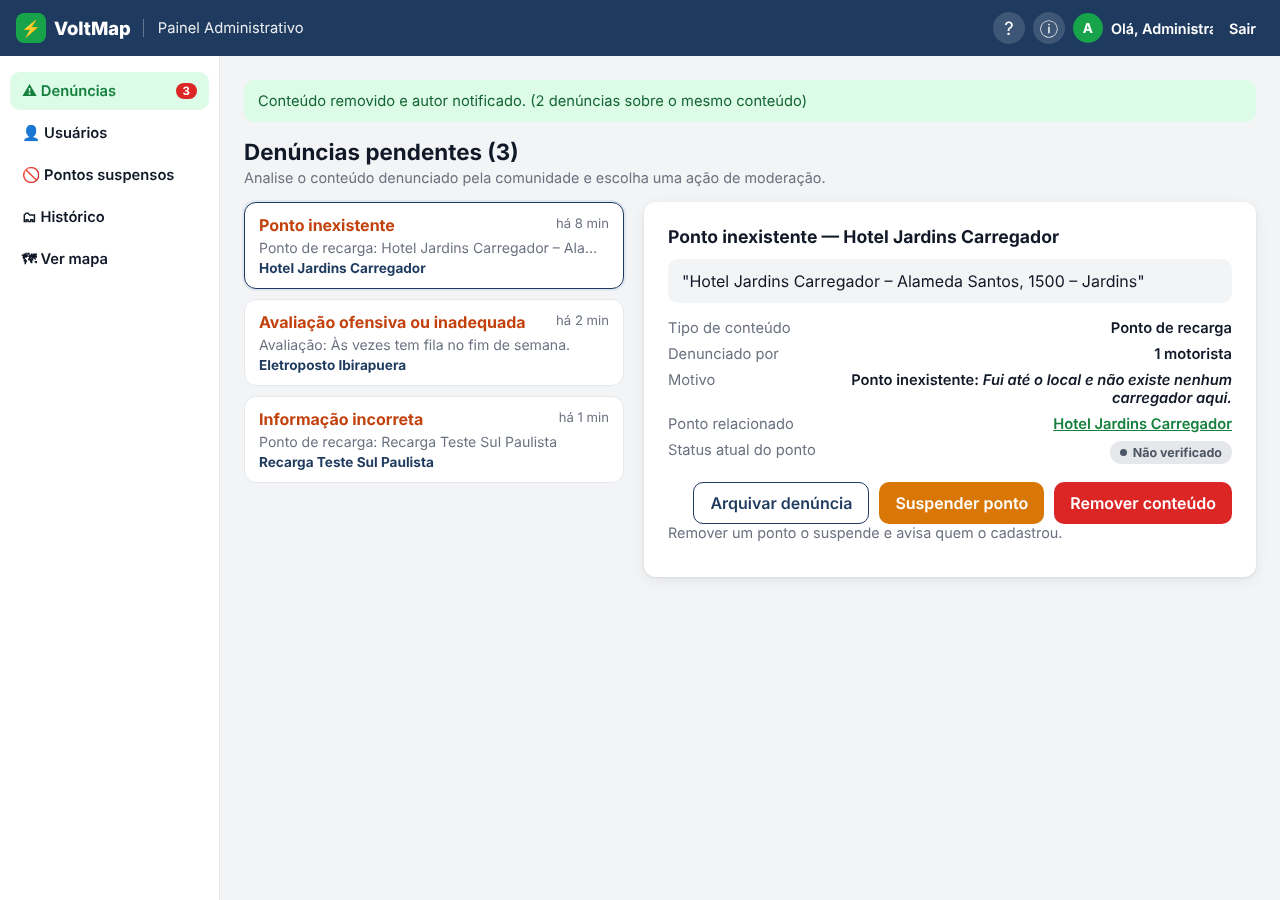 VoltMap
Painel Administrativo
?
i
A
Olá, Administra
Sair
Denúncias
3
Usuários
Pontos suspensos
Histórico
Ver mapa
Conteúdo removido e autor notificado. (2 denúncias sobre o mesmo conteúdo)
Denúncias pendentes (3)
Analise o conteúdo denunciado pela comunidade e escolha uma ação de moderação.
Ponto inexistente
há 8 min
Ponto de recarga: Hotel Jardins Carregador – Ala...
Hotel Jardins Carregador
Avaliação ofensiva ou inadequada
há 2 min
Avaliação: Às vezes tem fila no fim de semana.
Eletroposto Ibirapuera
Informação incorreta
há 1 min
Ponto de recarga: Recarga Teste Sul Paulista
Recarga Teste Sul Paulista
Ponto inexistente — Hotel Jardins Carregador
"Hotel Jardins Carregador – Alameda Santos, 1500 – Jardins"
Tipo de conteúdo
Ponto de recarga
Denunciado por
1 motorista
Motivo
Ponto inexistente: Fui até o local e não existe nenhum
carregador aqui.
Ponto relacionado
Hotel Jardins Carregador
Status atual do ponto
Não verificado
Arquivar denúncia
Suspender ponto
Remover conteúdo
Remover um ponto o suspende e avisa quem o cadastrou.